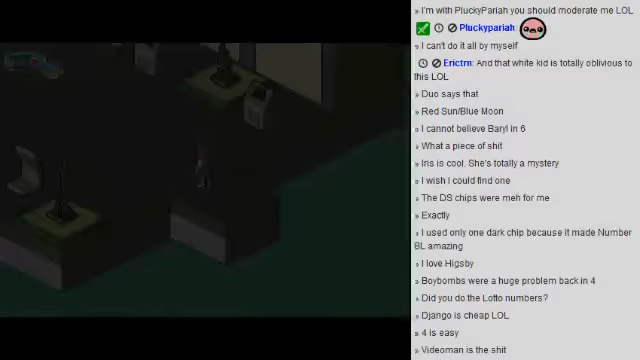 » I'm with PluckyPariah you should moderate me LOL
Pluckypariah:
» I can't do it all by myself
Erictrn: And that white kid is totally oblivious to
this LOL
» Duo says that
» Red Sun/Blue Moon
» I cannot believe Baryl in 6
» What a piece of shit
» Iris is cool. She's totally a mystery
» I wish I could find one
» The DS chips were meh for me
» Exactly
» I used only one dark chip because it made Number
BL amazing
» I love Higsby
» Boybombs were a huge problem back in 4
» Did you do the Lotto numbers?
» Django is cheap LOL
» 4 is easy
» Videoman is the shit